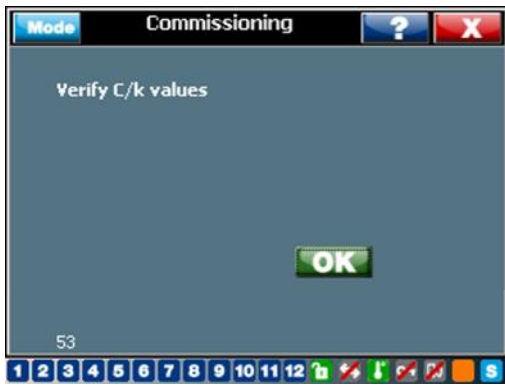 Mode Commissioning ? X
Verify C/k values
OK
53
1 2 3 4 5 6 7 8 9 10 11 12 S